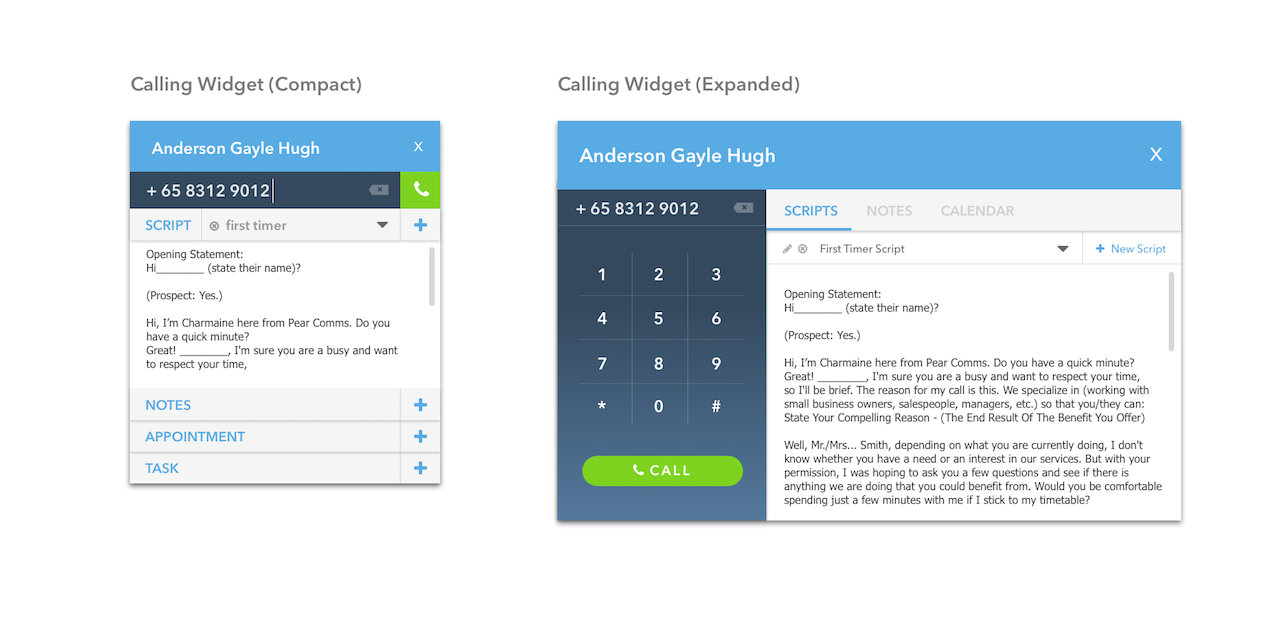 Calling Widget (Compact)
Anderson Gayle Hugh X
+ 65 8312 9012
SCRIPT first timer +
Opening Statement:
Hi________ (state their name)?
(Prospect: Yes.)
Hi, I'm Charmaine here from Pear Comms. Do you
have a quick minute?
Great! ________, I'm sure you are a busy and want
to respect your time,
NOTES +
APPOINTMENT +
TASK +
Calling Widget (Expanded)
Anderson Gayle Hugh X
+ 65 8312 9012
1 2 3
4 5 6
7 8 9
* 0 #
CALL
SCRIPTS NOTES CALENDAR
First Timer Script + New Script
Opening Statement:
Hi________ (state their name)?
(Prospect: Yes.)
Hi, I'm Charmaine here from Pear Comms. Do you have a quick minute?
Great! ________, I'm sure you are a busy and want to respect your time,
so I'll be brief. The reason for my call is this. We specialize in (working with
small business owners, salespeople, managers, etc.) so that you/they can:
State Your Compelling Reason - (The End Result Of The Benefit You Offer)
Well, Mr./Mrs... Smith, depending on what you are currently doing, I don't
know whether you have a need or an interest in our services. But with your
permission, I was hoping to ask you a few questions and see if there is
anything we are doing that you could benefit from. Would you be comfortable
spending just a few minutes with me if I stick to my timetable?